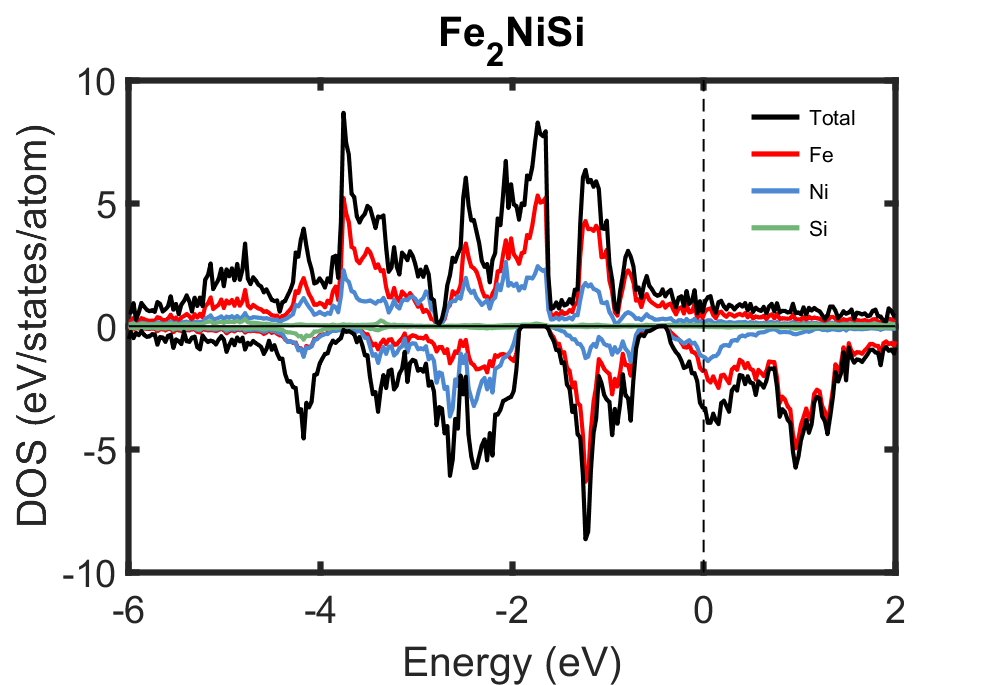 Fe₂NiSi
DOS (eV/states/atom)
10
5
0
-5
-10
Total
Fe
Ni
Si
-6 -4 -2 0 2
Energy (eV)